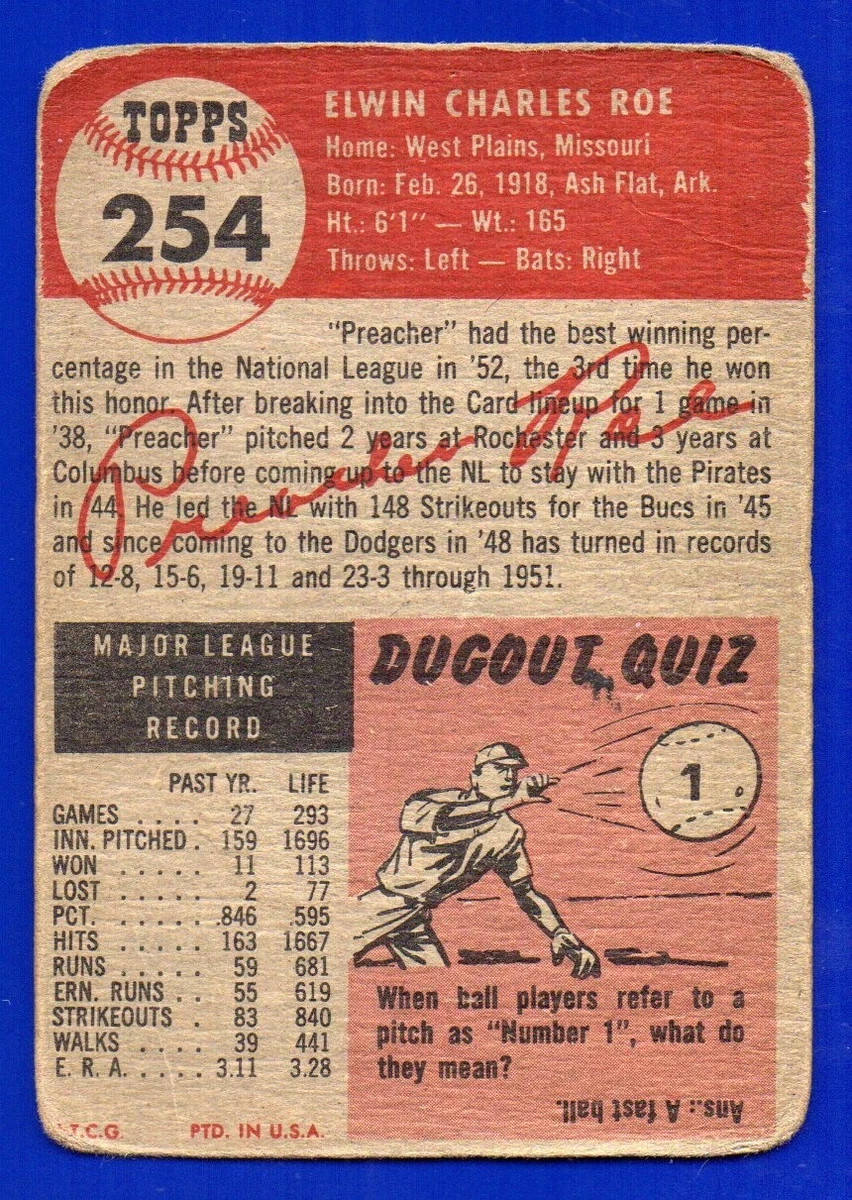 TOPPS
254
ELWIN CHARLES ROE
Home: West Plains, Missouri
Born: Feb. 26, 1918, Ash Flat, Ark.
Ht.: 6'1" — Wt.: 165
Throws: Left — Bats: Right
"Preacher" had the best winning per-
centage in the National League in '52, the 3rd time he won
this honor. After breaking into the Card lineup for 1 game in
'38, "Preacher" pitched 2 years at Rochester and 3 years at
Columbus before coming up to the NL to stay with the Pirates
in '44. He led the NL with 148 Strikeouts for the Bucs in '45
and since coming to the Dodgers in '48 has turned in records
of 12-8, 15-6, 19-11 and 23-3 through 1951.
Preacher Roe
MAJOR LEAGUE
PITCHING
RECORD
PAST YR. LIFE
GAMES . . . . 27 293
INN. PITCHED . 159 1696
WON . . . . . 11 113
LOST . . . . . 2 77
PCT. . . . . . .846 .595
HITS . . . . . 163 1667
RUNS . . . . . 59 681
ERN. RUNS . . 55 619
STRIKEOUTS . 83 840
WALKS . . . . 39 441
E. R. A. . . . . 3.11 3.28
T.C.G. PTD. IN U.S.A.
DUGOUT QUIZ
1
When ball players refer to a
pitch as "Number 1", what do
they mean?
Ans.: A fast ball.